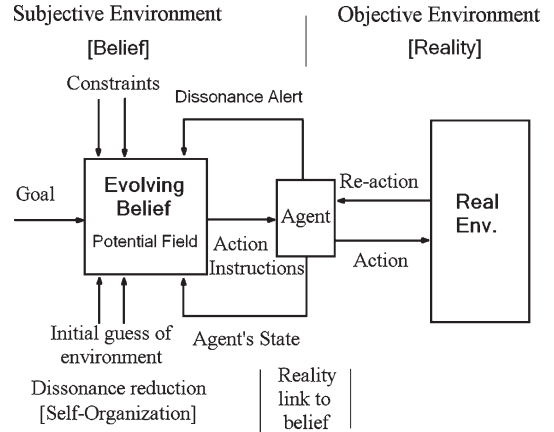 Subjective Environment
[Belief]
Objective Environment
[Reality]
Constraints
Dissonance Alert
Goal
Evolving
Belief
Potential Field
Action
Instructions
Agent
Re-action
Action
Real
Env.
Initial guess of
environment
Agent's State
Dissonance reduction
[Self-Organization]
Reality
link to
belief